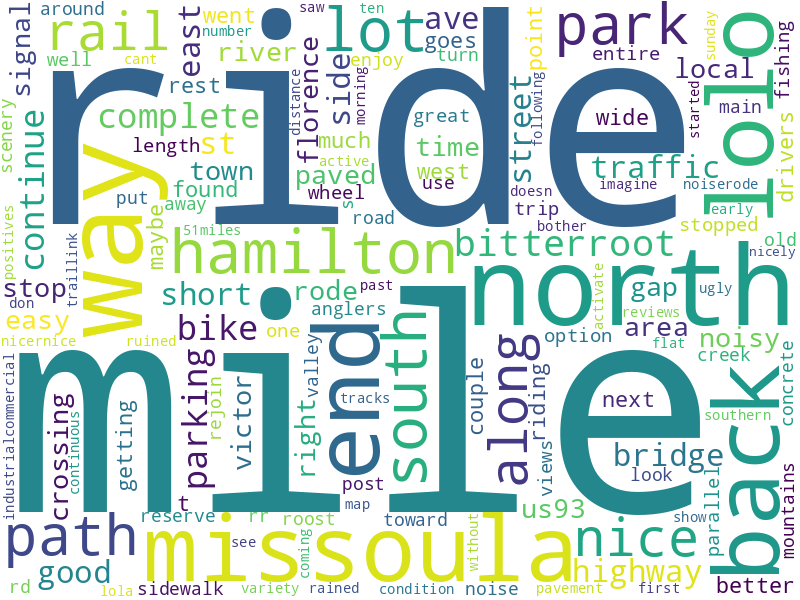 around
saw
ten
went
number
lot
ave
goes
turn
park
entire
point
sunday
rail
well
signal
east
river
cant
enjoy
rest
distance
morning
florence
side
local
main
lolo
fishing
scenery
complete
ride
st
length
great
wide
following
started
street
drivers
continue
much
active
time
traffic
town
paved
west
use
imagine
noiserode
way
put
found
away
wheel
s
road
doesn
trip
bother
early
stopped
positives
maybe
51miles
hamilton
bitterroot
old
nicely
traillink
stop
don
short
rode
past
north
gap
activate
ugly
easy
bike
anglers
one
area
reviews
noisy
nicernice
ruined
end
south
option
flat
creek
mile
valley
along
couple
riding
concrete
industrialcommercial
crossing
continuous
getting
victor
parking
rejoin
right
tracks
next
southern
back
views
bridge
look
parallel
mountains
t
post
map
us93
path
reserve
rr
roost
toward
nice
show
missoula
see
coming
without
highway
good
rd
lola
sidewalk
variety
rained
condition
noise
pavement
first
better